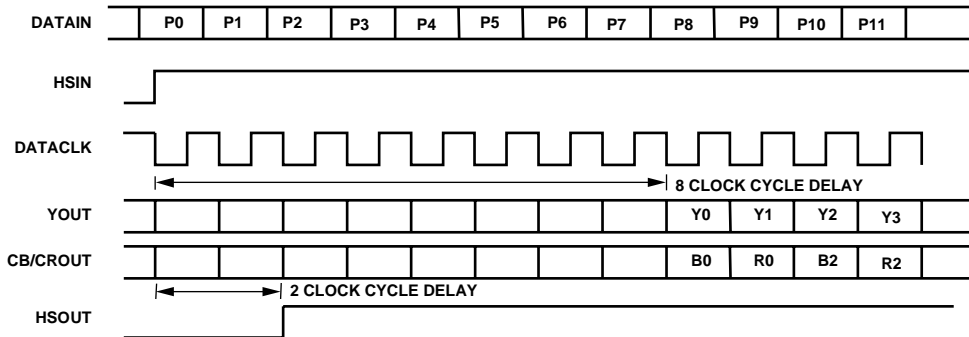 DATAIN P0 P1 P2 P3 P4 P5 P6 P7 P8 P9 P10 P11
HSIN
DATACLK
8 CLOCK CYCLE DELAY
YOUT Y0 Y1 Y2 Y3
CB/CROUT B0 R0 B2 R2
2 CLOCK CYCLE DELAY
HSOUT